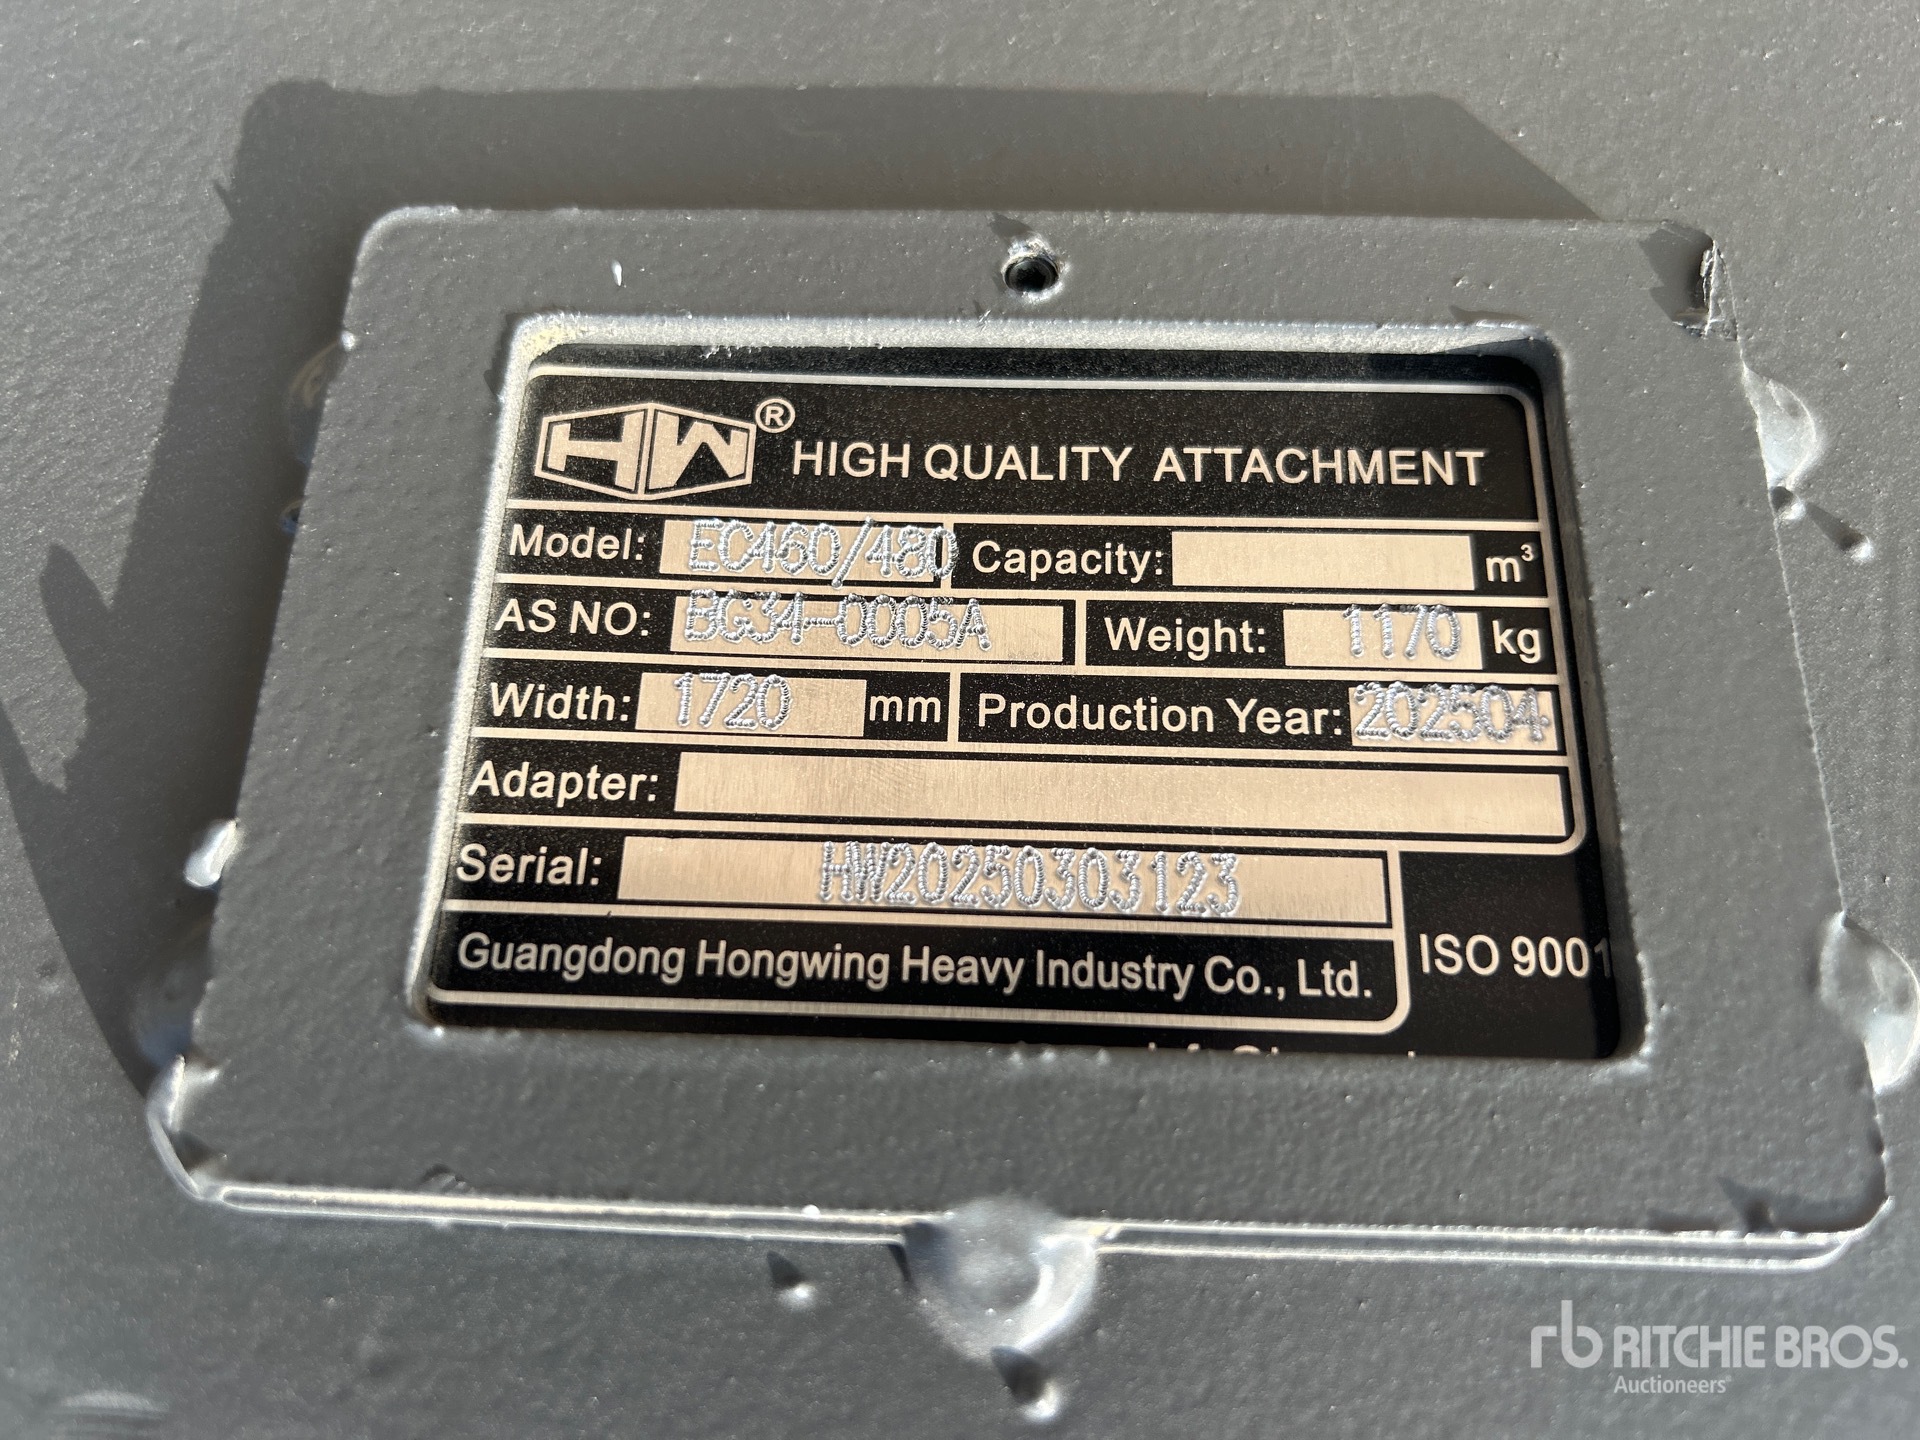 HW® HIGH QUALITY ATTACHMENT
Model: EC460/480 Capacity: m³
AS NO: BG34-0005A Weight: 1170 kg
Width: 1720 mm Production Year: 202504
Adapter:
Serial: HW20250303123
Guangdong Hongwing Heavy Industry Co., Ltd. ISO 9001
rb RITCHIE BROS.
Auctioneers